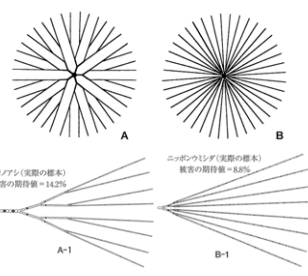 A
B
ノアシ(実際の標本)
害の期待値=14.2%
ニッポンウミシダ(実際の標本)
被害の期待値=8.8%
A-1
B-1